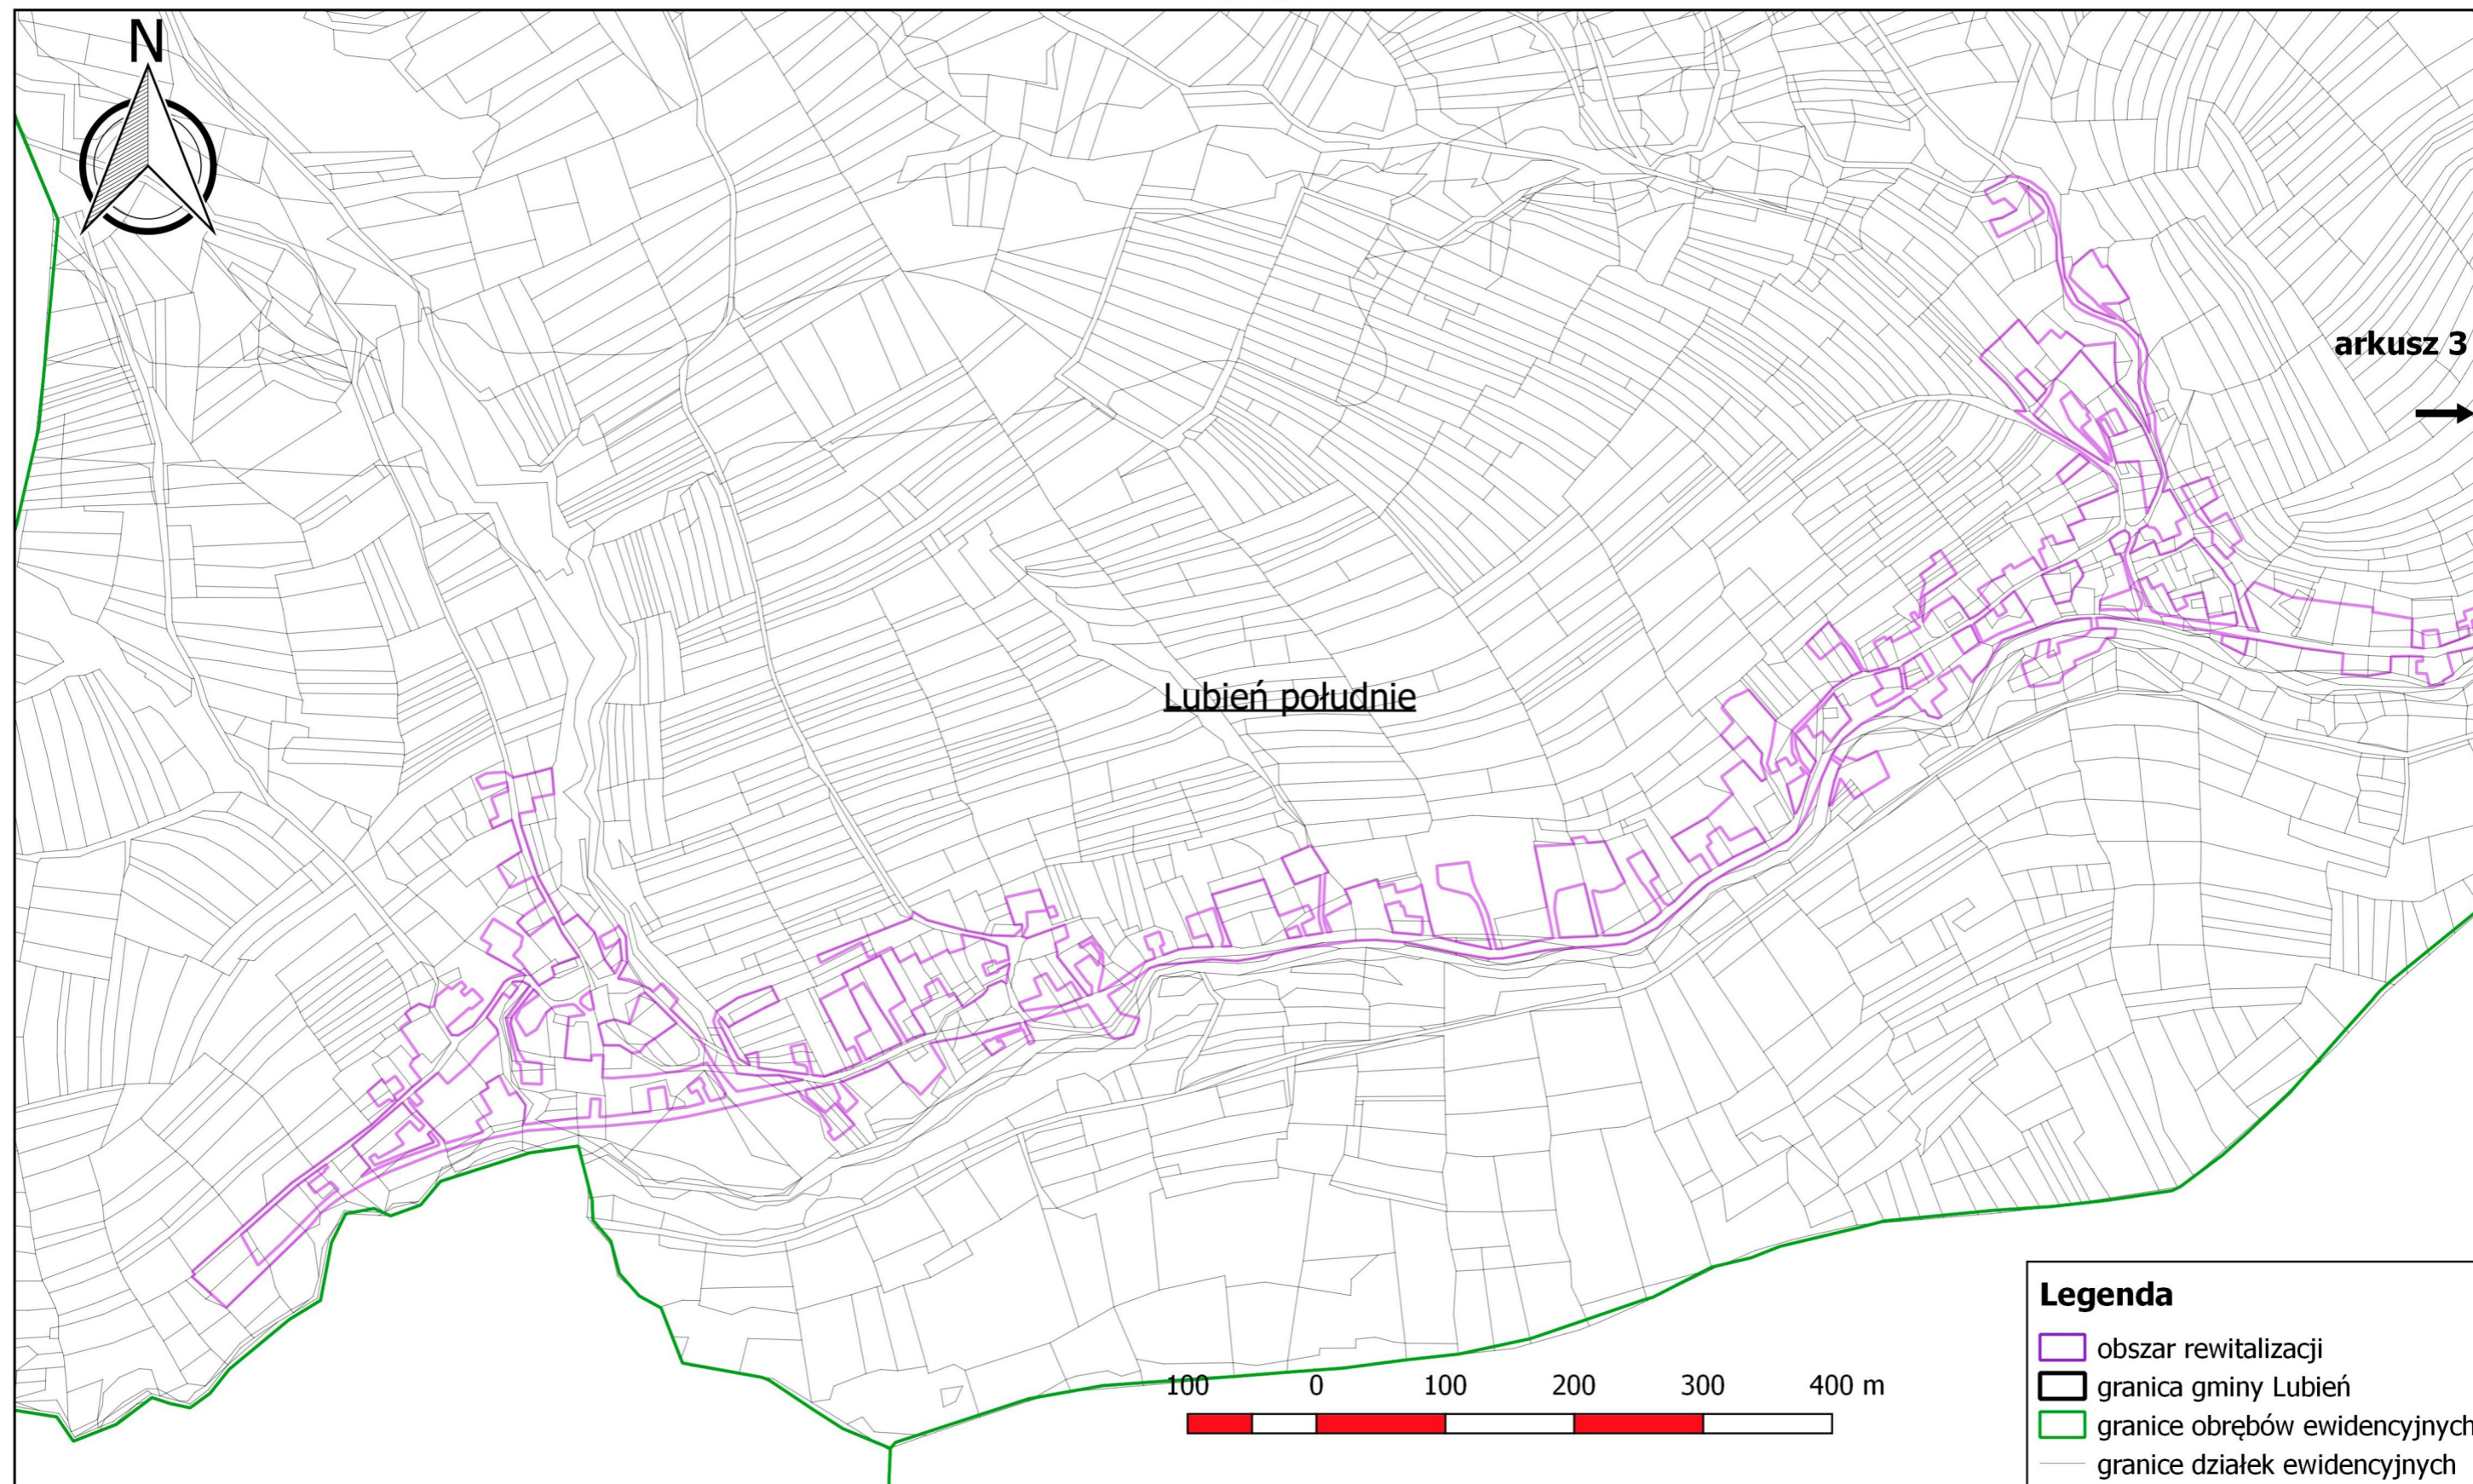 N
arkusz 3
Lubień południe
100 0 100 200 300 400 m
Legenda
obszar rewitalizacji
granica gminy Lubień
granice obrębów ewidencyjnych
granice działek ewidencyjnych